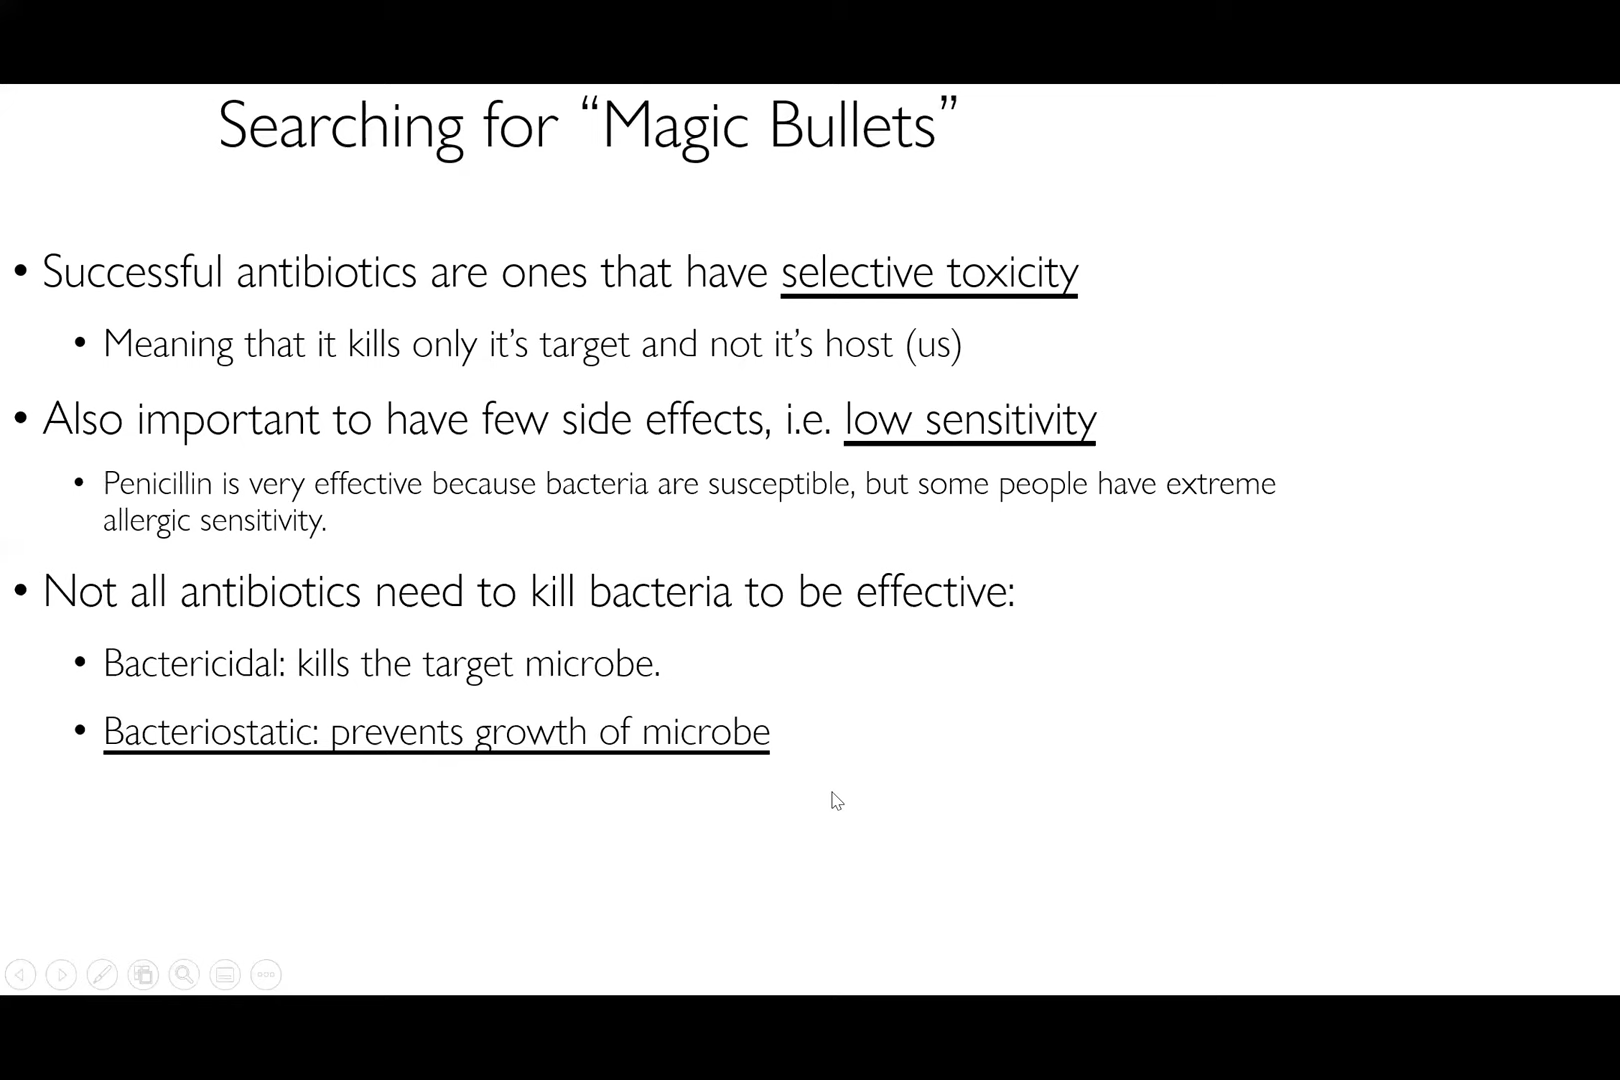 Searching for “Magic Bullets”
• Successful antibiotics are ones that have selective toxicity
• Meaning that it kills only it’s target and not it’s host (us)
• Also important to have few side effects, i.e. low sensitivity
• Penicillin is very effective because bacteria are susceptible, but some people have extreme
allergic sensitivity.
• Not all antibiotics need to kill bacteria to be effective:
• Bactericidal: kills the target microbe.
• Bacteriostatic: prevents growth of microbe